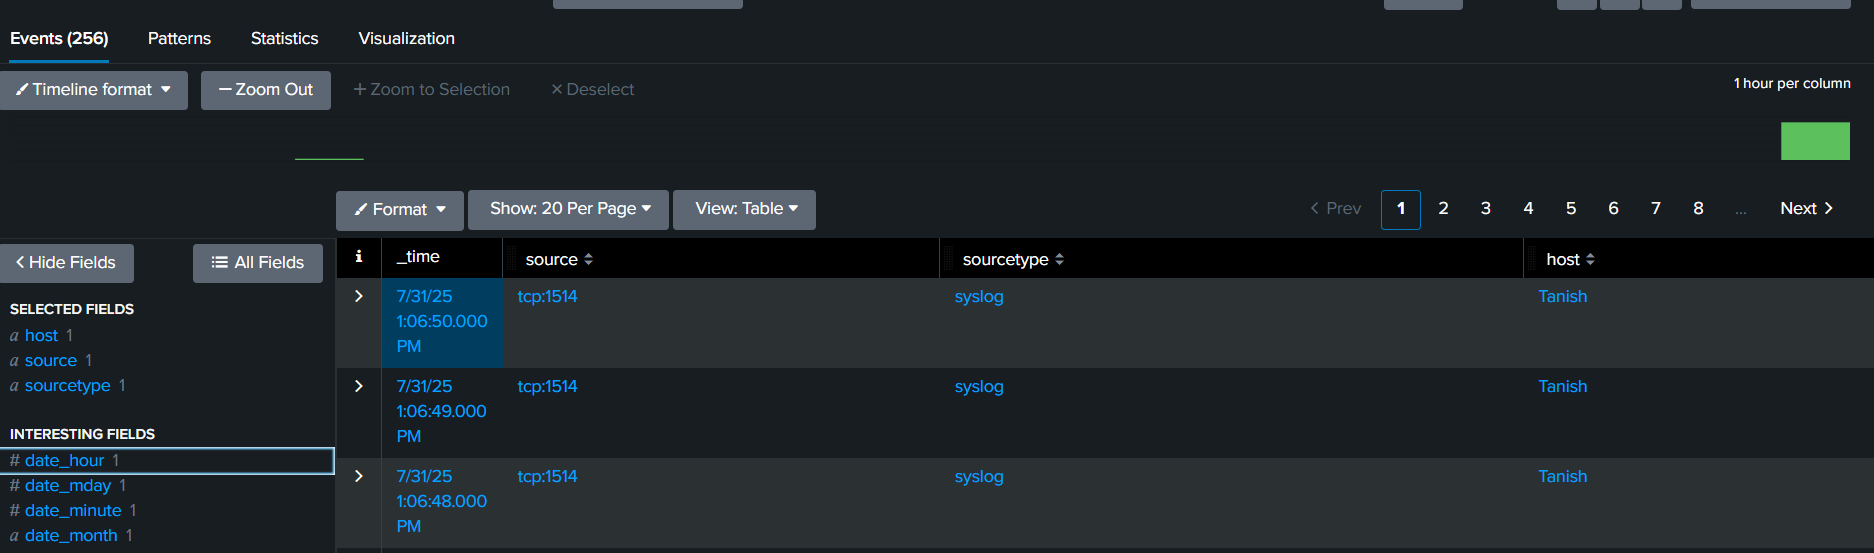 Events (256) Patterns Statistics Visualization
Timeline format Zoom Out Zoom to Selection Deselect
1 hour per column
Format Show: 20 Per Page View: Table
Prev 1 2 3 4 5 6 7 8 ... Next
Hide Fields All Fields
i _time source sourcetype host
SELECTED FIELDS
a host 1
a source 1
a sourcetype 1
INTERESTING FIELDS
# date_hour 1
# date_mday 1
# date_minute 1
a date_month 1
7/31/25 tcp:1514 syslog Tanish
1:06:50.000
PM
7/31/25 tcp:1514 syslog Tanish
1:06:49.000
PM
7/31/25 tcp:1514 syslog Tanish
1:06:48.000
PM